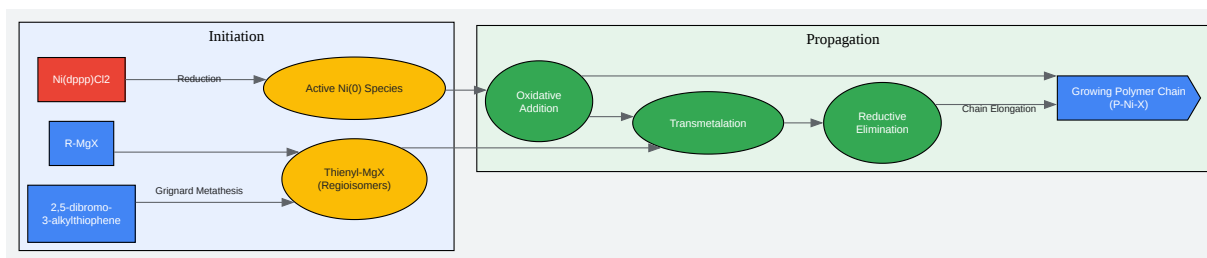 Initiation
Ni(dppp)Cl2
Reduction
Active Ni(0) Species
R-MgX
Thienyl-MgX
(Regioisomers)
Grignard Metathesis
2,5-dibromo-
3-alkylthiophene
Propagation
Oxidative
Addition
Transmetalation
Reductive
Elimination
Chain Elongation
Growing Polymer Chain
(P-Ni-X)